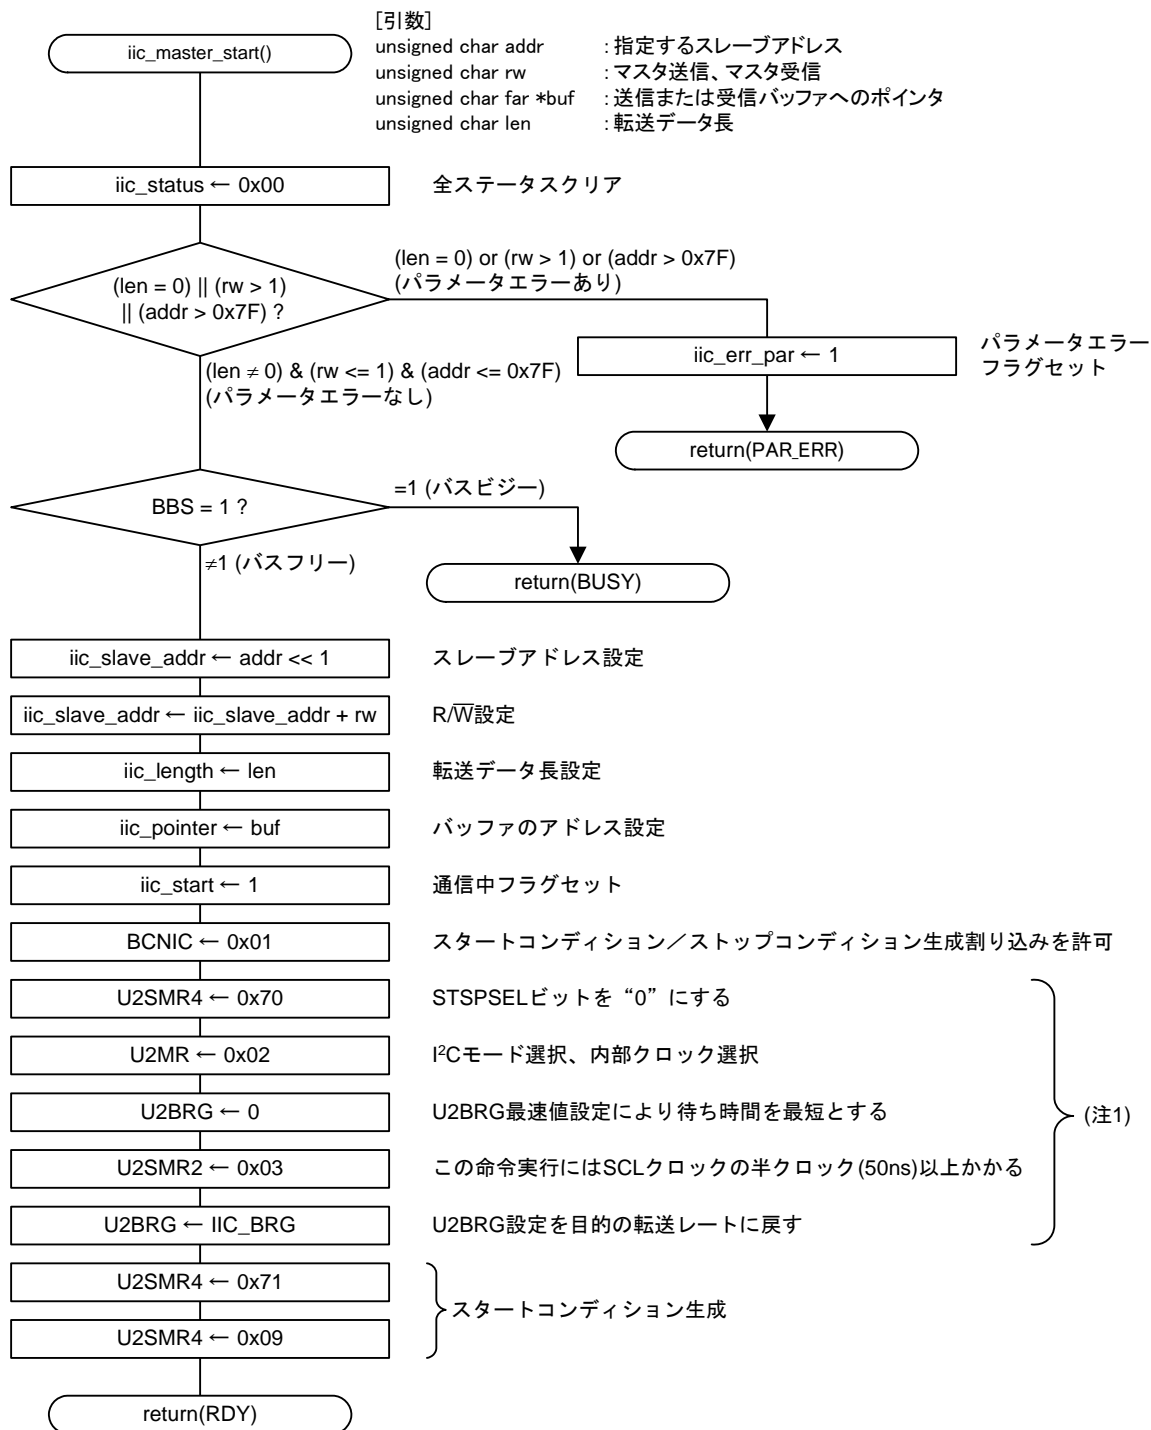 [引数]
iic_master_start()
unsigned char addr : 指定するスレーブアドレス
unsigned char rw : マスタ送信、マスタ受信
unsigned char far *buf : 送信または受信バッファへのポインタ
unsigned char len : 転送データ長
iic_status ← 0x00 全ステータスクリア
(len = 0) || (rw > 1)
|| (addr > 0x7F) ?
(len = 0) or (rw > 1) or (addr > 0x7F)
(パラメータエラーあり)
iic_err_par ← 1
パラメータエラー
フラグセット
(len ≠ 0) & (rw <= 1) & (addr <= 0x7F)
(パラメータエラーなし)
return(PAR_ERR)
BBS = 1 ?
=1 (バスビジー)
≠1 (バスフリー)
return(BUSY)
iic_slave_addr ← addr << 1 スレーブアドレス設定
iic_slave_addr ← iic_slave_addr + rw R/W̅設定
iic_length ← len 転送データ長設定
iic_pointer ← buf バッファのアドレス設定
iic_start ← 1 通信中フラグセット
BCNIC ← 0x01 スタートコンディション／ストップコンディション生成割り込みを許可
U2SMR4 ← 0x70 STSPSELビットを“0”にする
U2MR ← 0x02 I²Cモード選択、内部クロック選択
U2BRG ← 0 U2BRG最速値設定により待ち時間を最短とする
(注1)
U2SMR2 ← 0x03 この命令実行にはSCLクロックの半クロック(50ns)以上かかる
U2BRG ← IIC_BRG U2BRG設定を目的の転送レートに戻す
U2SMR4 ← 0x71
スタートコンディション生成
U2SMR4 ← 0x09
return(RDY)